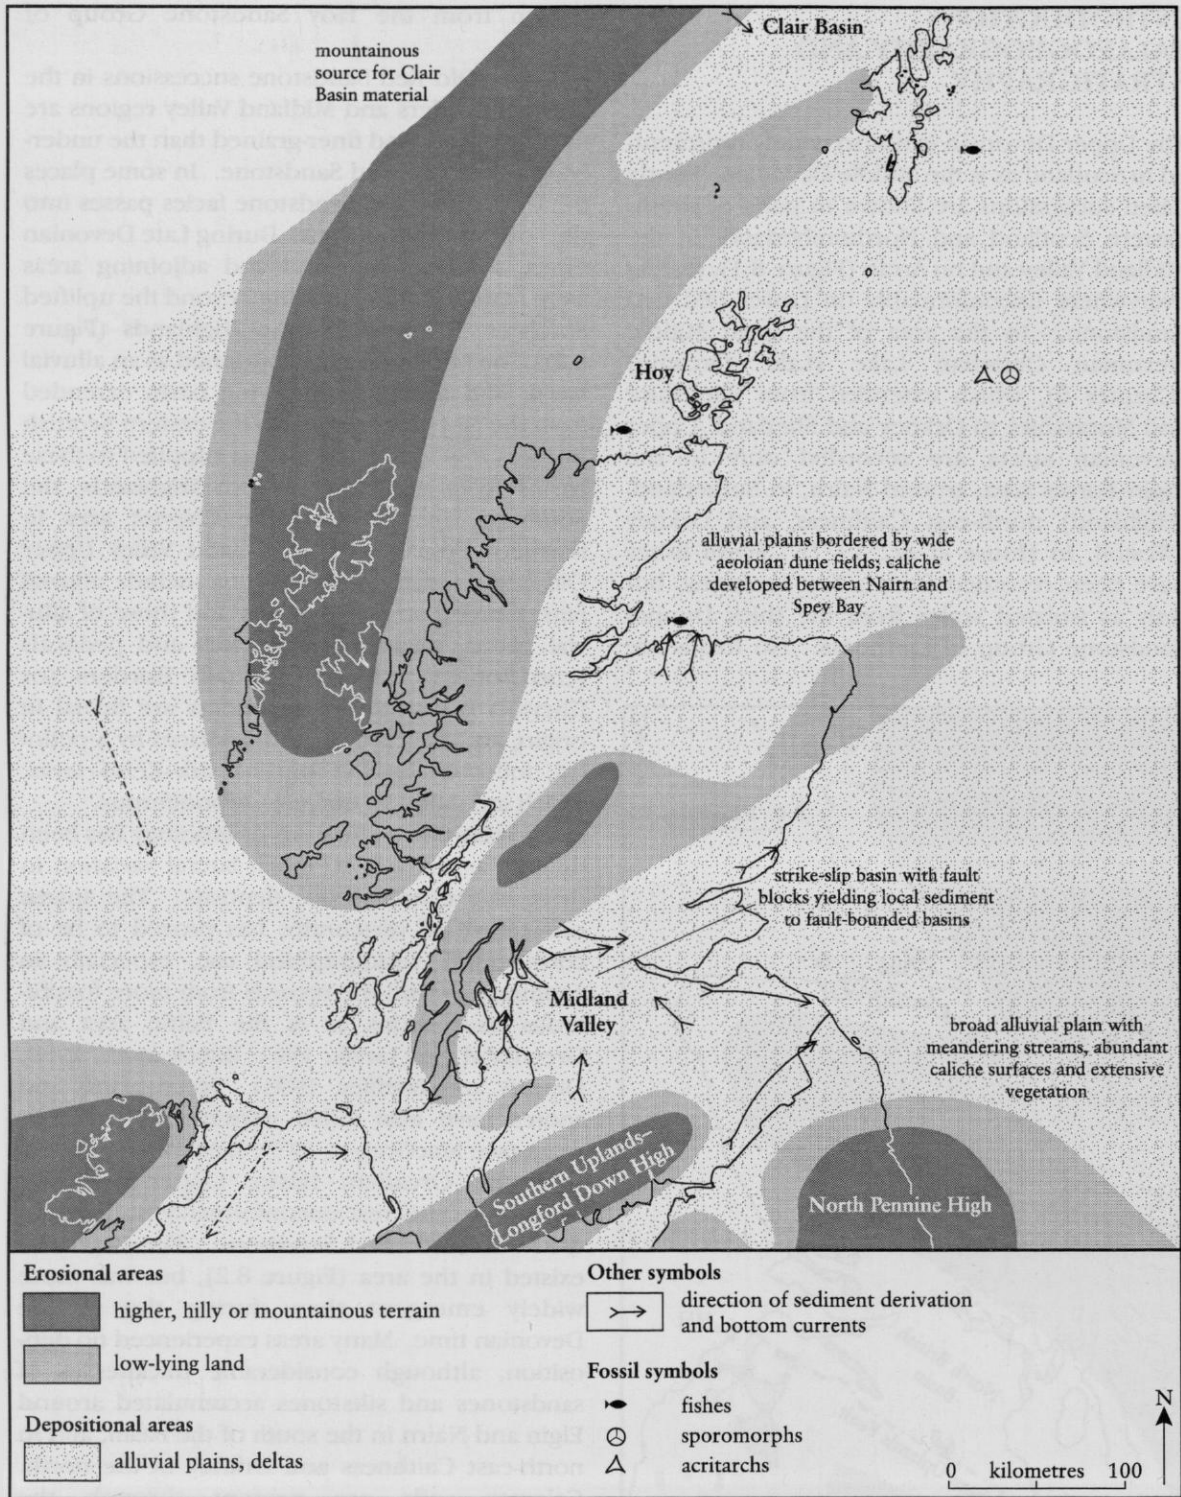 Clair Basin
mountainous
source for Clair
Basin material
?
Hoy
alluvial plains bordered by wide
aeoloian dune fields; caliche
developed between Nairn and
Spey Bay
strike-slip basin with fault
blocks yielding local sediment
to fault-bounded basins
Midland
Valley
broad alluvial plain with
meandering streams, abundant
caliche surfaces and extensive
vegetation
Southern Uplands–
Longford Down High
North Pennine High
Erosional areas
higher, hilly or mountainous terrain
low-lying land
Depositional areas
alluvial plains, deltas
Other symbols
direction of sediment derivation
and bottom currents
Fossil symbols
fishes
sporomorphs
acritarchs
N
0 kilometres 100